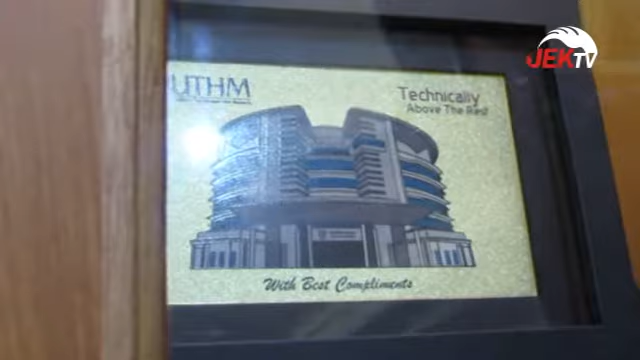 JEKTV
UTHM
Technically
Above The Rest
With Best Compliments